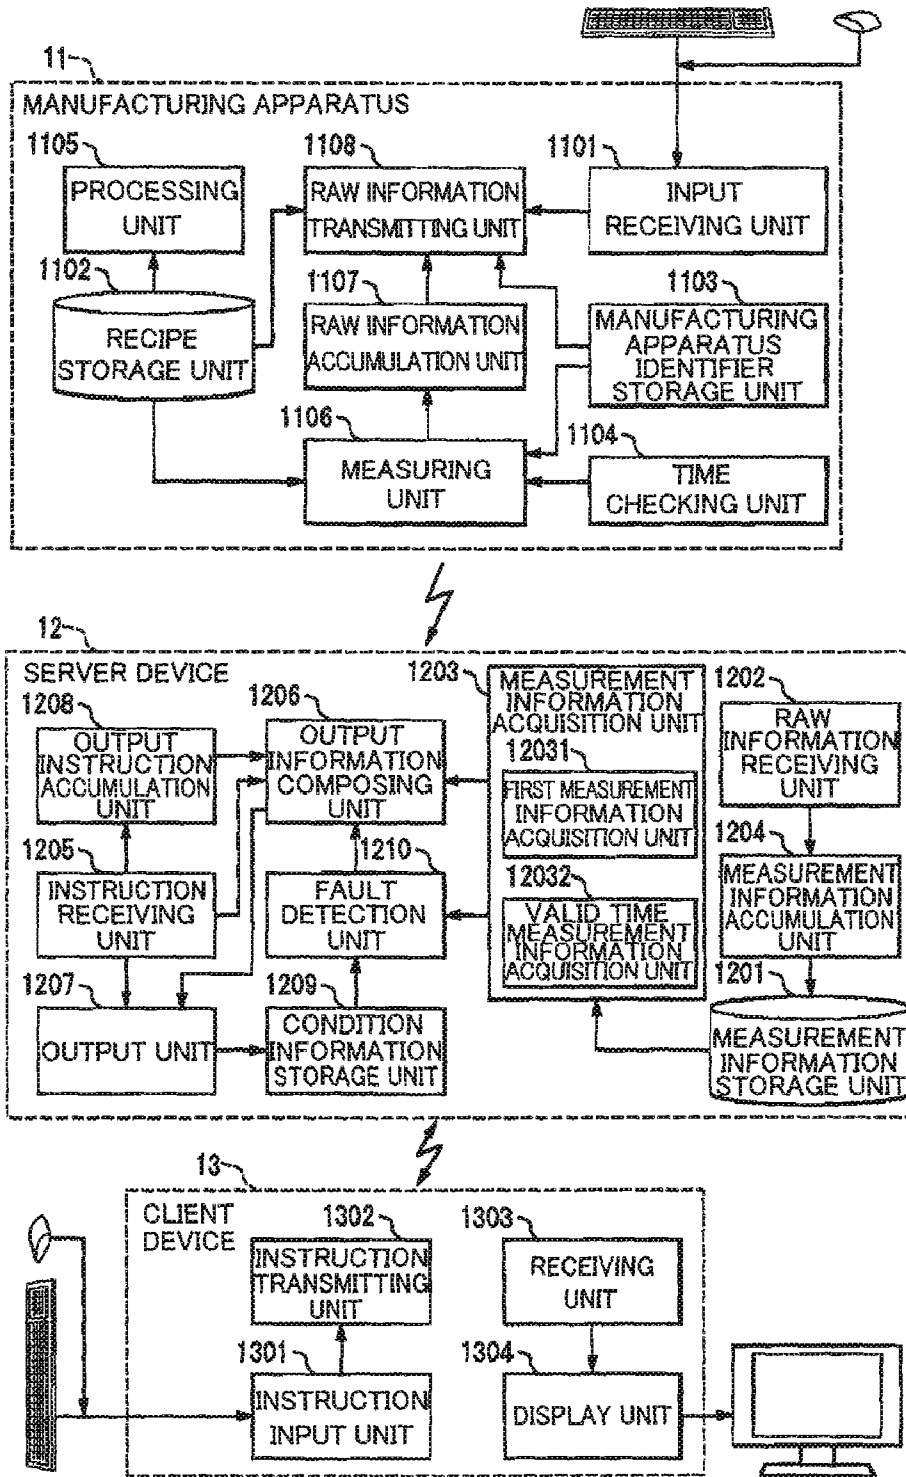 11
MANUFACTURING APPARATUS
1105
PROCESSING
UNIT
1108
RAW INFORMATION
TRANSMITTING UNIT
1101
INPUT
RECEIVING UNIT
1102
RECIPE
STORAGE UNIT
1107
RAW INFORMATION
ACCUMULATION UNIT
1103
MANUFACTURING
APPARATUS
IDENTIFIER
STORAGE UNIT
1106
MEASURING
UNIT
1104
TIME
CHECKING UNIT
12
SERVER DEVICE
1208
OUTPUT
INSTRUCTION
ACCUMULATION
UNIT
1206
OUTPUT
INFORMATION
COMPOSING
UNIT
1203
MEASUREMENT
INFORMATION
ACQUISITION UNIT
12031
FIRST MEASUREMENT
INFORMATION
ACQUISITION UNIT
12032
VALID TIME
MEASUREMENT
INFORMATION
ACQUISITION UNIT
1202
RAW
INFORMATION
RECEIVING
UNIT
1205
INSTRUCTION
RECEIVING
UNIT
1210
FAULT
DETECTION
UNIT
1204
MEASUREMENT
INFORMATION
ACCUMULATION
UNIT
1207
OUTPUT UNIT
1209
CONDITION
INFORMATION
STORAGE UNIT
1201
MEASUREMENT
INFORMATION
STORAGE UNIT
13
CLIENT
DEVICE
1302
INSTRUCTION
TRANSMITTING
UNIT
1303
RECEIVING
UNIT
1301
INSTRUCTION
INPUT UNIT
1304
DISPLAY UNIT